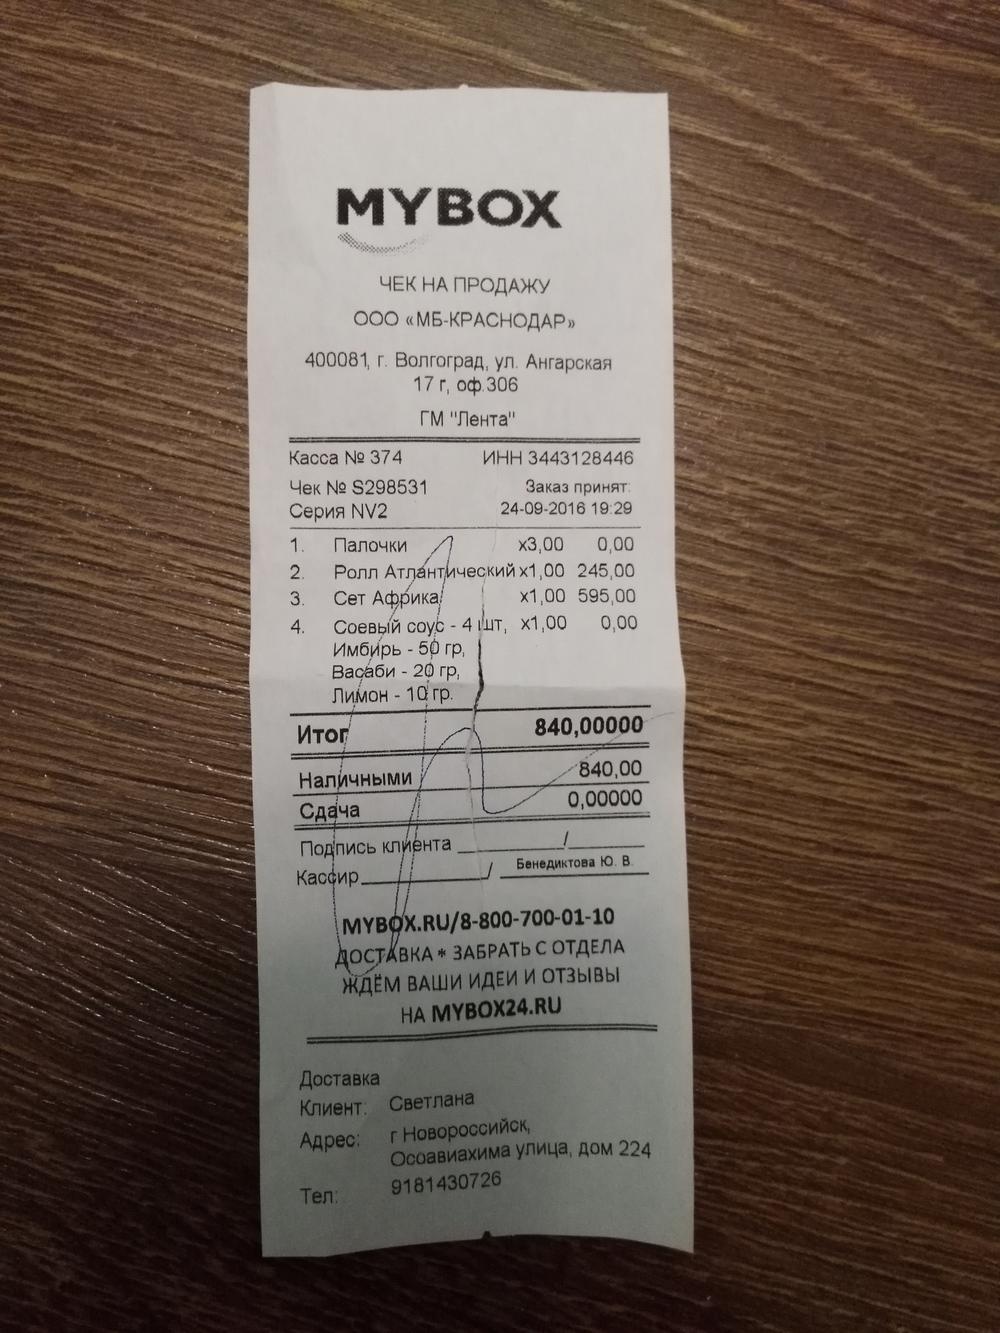 MYBOX
ЧЕК НА ПРОДАЖУ
ООО «МБ-КРАСНОДАР»
400081, г. Волгоград, ул. Ангарская
17 г, оф.306
ГМ "Лента"
Касса № 374 ИНН 3443128446
Чек № S298531 Заказ принят:
Серия NV2 24-09-2016 19:29
1. Палочки x3,00 0,00
2. Ролл Атлантический x1,00 245,00
3. Сет Африка x1,00 595,00
4. Соевый соус - 4 шт, x1,00 0,00
Имбирь - 50 гр,
Васаби - 20 гр,
Лимон - 10 гр.
Итог 840,00000
Наличными 840,00
Сдача 0,00000
Подпись клиента ____________/________
Кассир______________/ Бенедиктова Ю. В.
MYBOX.RU/8-800-700-01-10
ДОСТАВКА * ЗАБРАТЬ С ОТДЕЛА
ЖДЁМ ВАШИ ИДЕИ И ОТЗЫВЫ
НА MYBOX24.RU
Доставка
Клиент: Светлана
Адрес: г Новороссийск,
Осоавиахима улица, дом 224
Тел: 9181430726